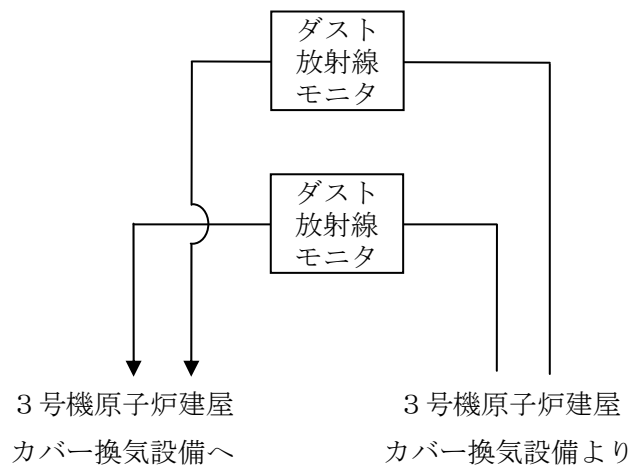 ダスト
放射線
モニタ
ダスト
放射線
モニタ
３号機原子炉建屋
カバー換気設備へ
３号機原子炉建屋
カバー換気設備より